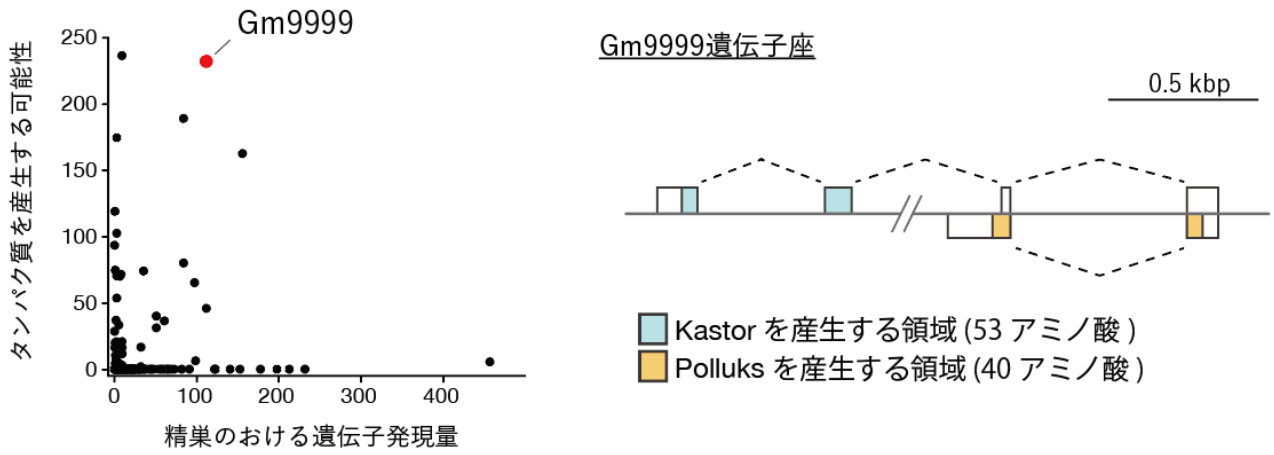 Gm9999
タンパク質を産生する可能性
250
200
150
100
50
0
0
100
200
300
400
精巣のおける遺伝子発現量
Gm9999遺伝子座
0.5 kbp
Kastor を産生する領域 (53 アミノ酸 )
Polluks を産生する領域 (40 アミノ酸 )